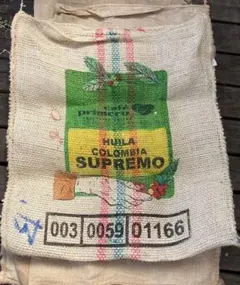 café
primero
HUILA
COLOMBIA
SUPREMO
003 0059 01166